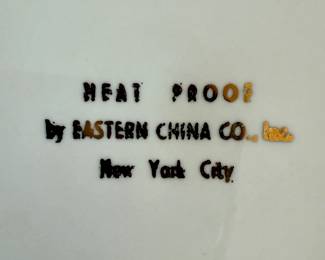 HEAT PROOF
by EASTERN CHINA CO., Inc.
New York City